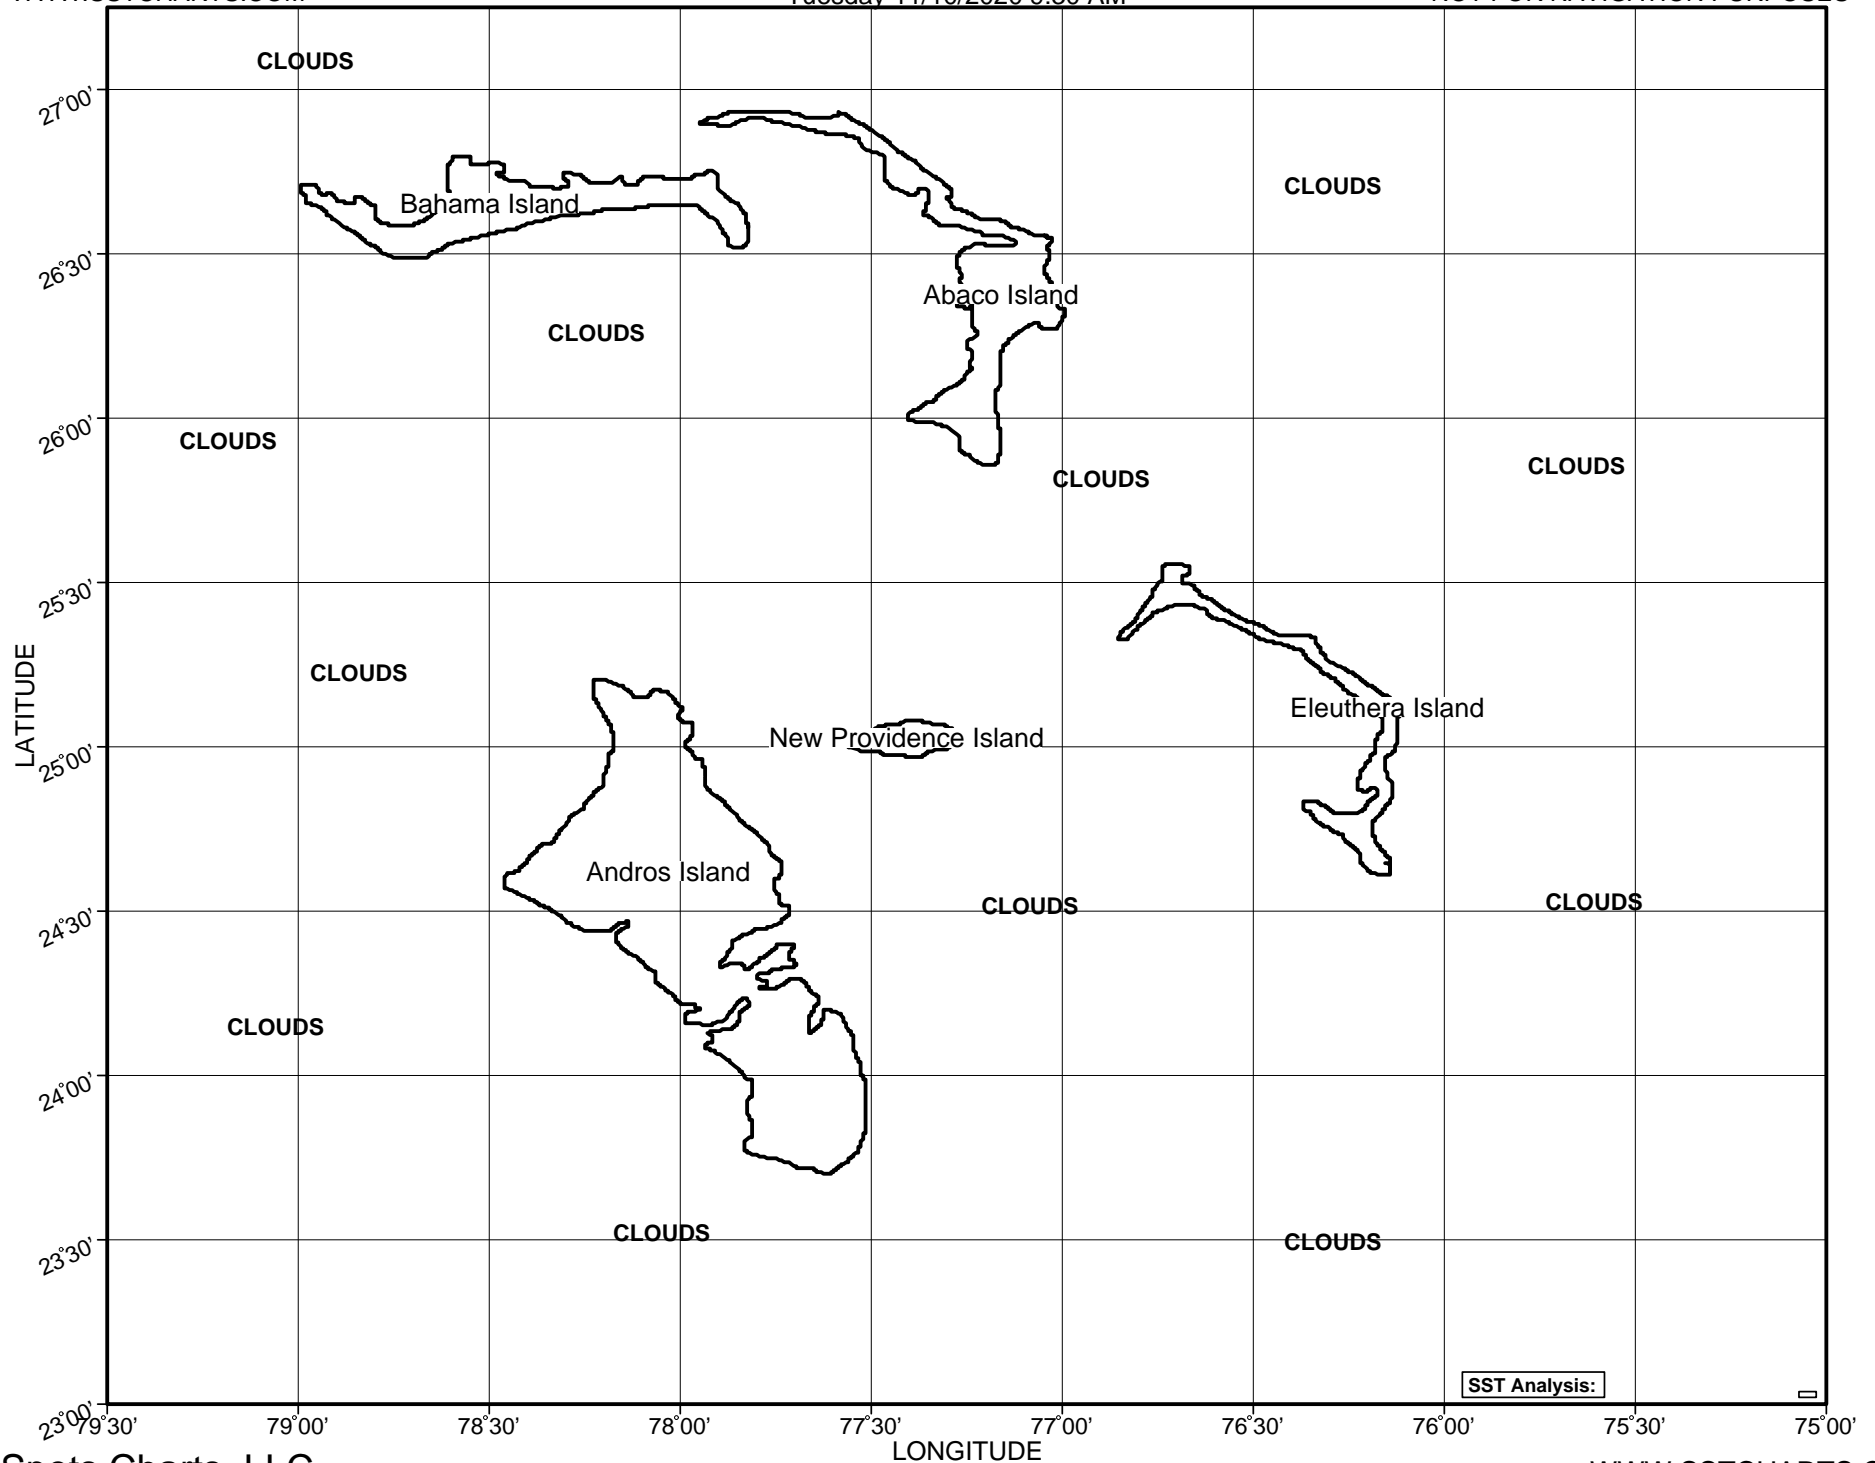 CLOUDS
27°00'
CLOUDS
Bahama Island
26°30'
Abaco Island
CLOUDS
26°00'
CLOUDS
CLOUDS
CLOUDS
25°30'
CLOUDS
LATITUDE
Eleuthera Island
New Providence Island
25°00'
Andros Island
CLOUDS
CLOUDS
24°30'
CLOUDS
24°00'
CLOUDS
CLOUDS
23°30'
SST Analysis:
23°00'
79°30' 79°00' 78°30' 78°00' 77°30' 77°00' 76°30' 76°00' 75°30' 75°00'
LONGITUDE